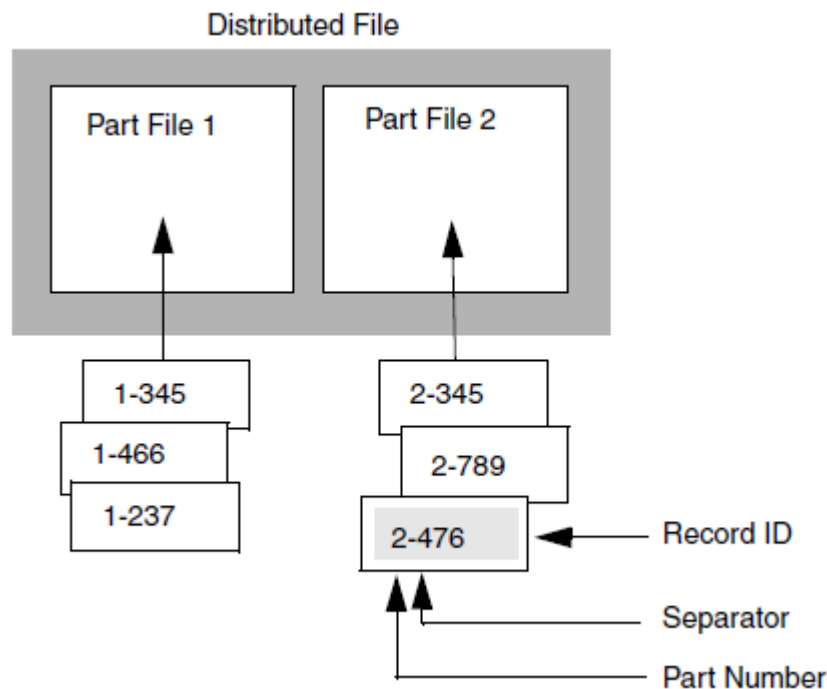 Distributed File
Part File 1
Part File 2
1-345
2-345
1-466
2-789
1-237
2-476
Record ID
Separator
Part Number